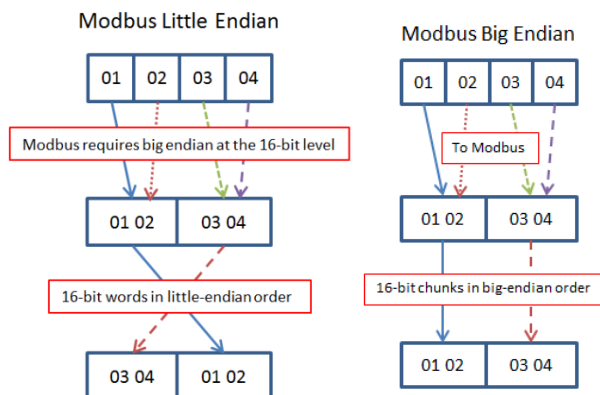 Modbus Little Endian
01 02 03 04
Modbus requires big endian at the 16-bit level
01 02 03 04
16-bit words in little-endian order
03 04 01 02
Modbus Big Endian
01 02 03 04
To Modbus
01 02 03 04
16-bit chunks in big-endian order
01 02 03 04